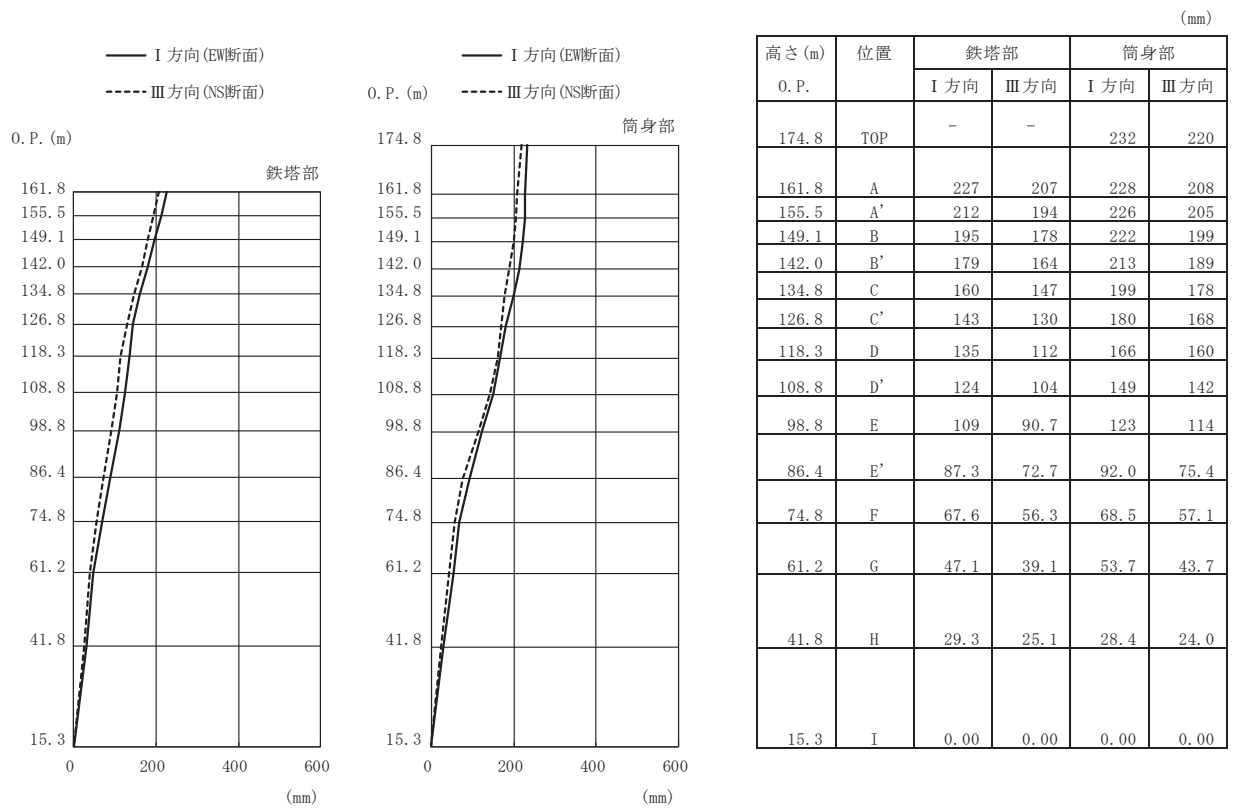 (mm)
I 方向(EW断面)
Ⅲ方向(NS断面)
O.P.(m)
鉄塔部
161.8
155.5
149.1
142.0
134.8
126.8
118.3
108.8
98.8
86.4
74.8
61.2
41.8
15.3
0 200 400 600
(mm)
I 方向(EW断面)
Ⅲ方向(NS断面)
O.P.(m)
筒身部
174.8
161.8
155.5
149.1
142.0
134.8
126.8
118.3
108.8
98.8
86.4
74.8
61.2
41.8
15.3
0 200 400 600
(mm)
高さ(m) 位置 鉄塔部 筒身部
O.P. I 方向 Ⅲ方向 I 方向 Ⅲ方向
174.8 TOP - - 232 220
161.8 A 227 207 228 208
155.5 A' 212 194 226 205
149.1 B 195 178 222 199
142.0 B' 179 164 213 189
134.8 C 160 147 199 178
126.8 C' 143 130 180 168
118.3 D 135 112 166 160
108.8 D' 124 104 149 142
98.8 E 109 90.7 123 114
86.4 E' 87.3 72.7 92.0 75.4
74.8 F 67.6 56.3 68.5 57.1
61.2 G 47.1 39.1 53.7 43.7
41.8 H 29.3 25.1 28.4 24.0
15.3 I 0.00 0.00 0.00 0.00